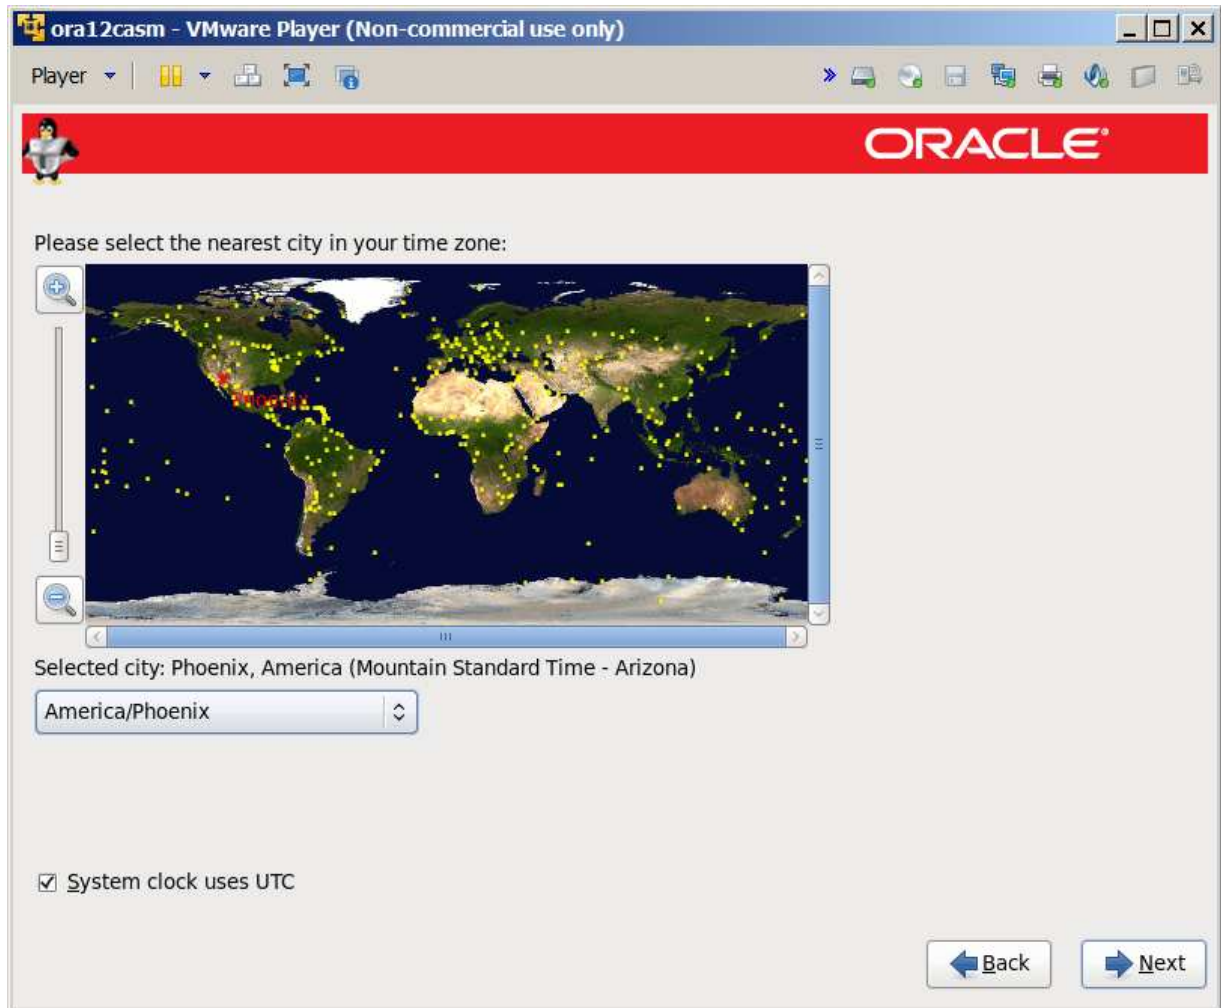 ora12casm - VMware Player (Non-commercial use only)
Player
ORACLE®
Please select the nearest city in your time zone:
Phoenix
Selected city: Phoenix, America (Mountain Standard Time - Arizona)
America/Phoenix
System clock uses UTC
Back
Next